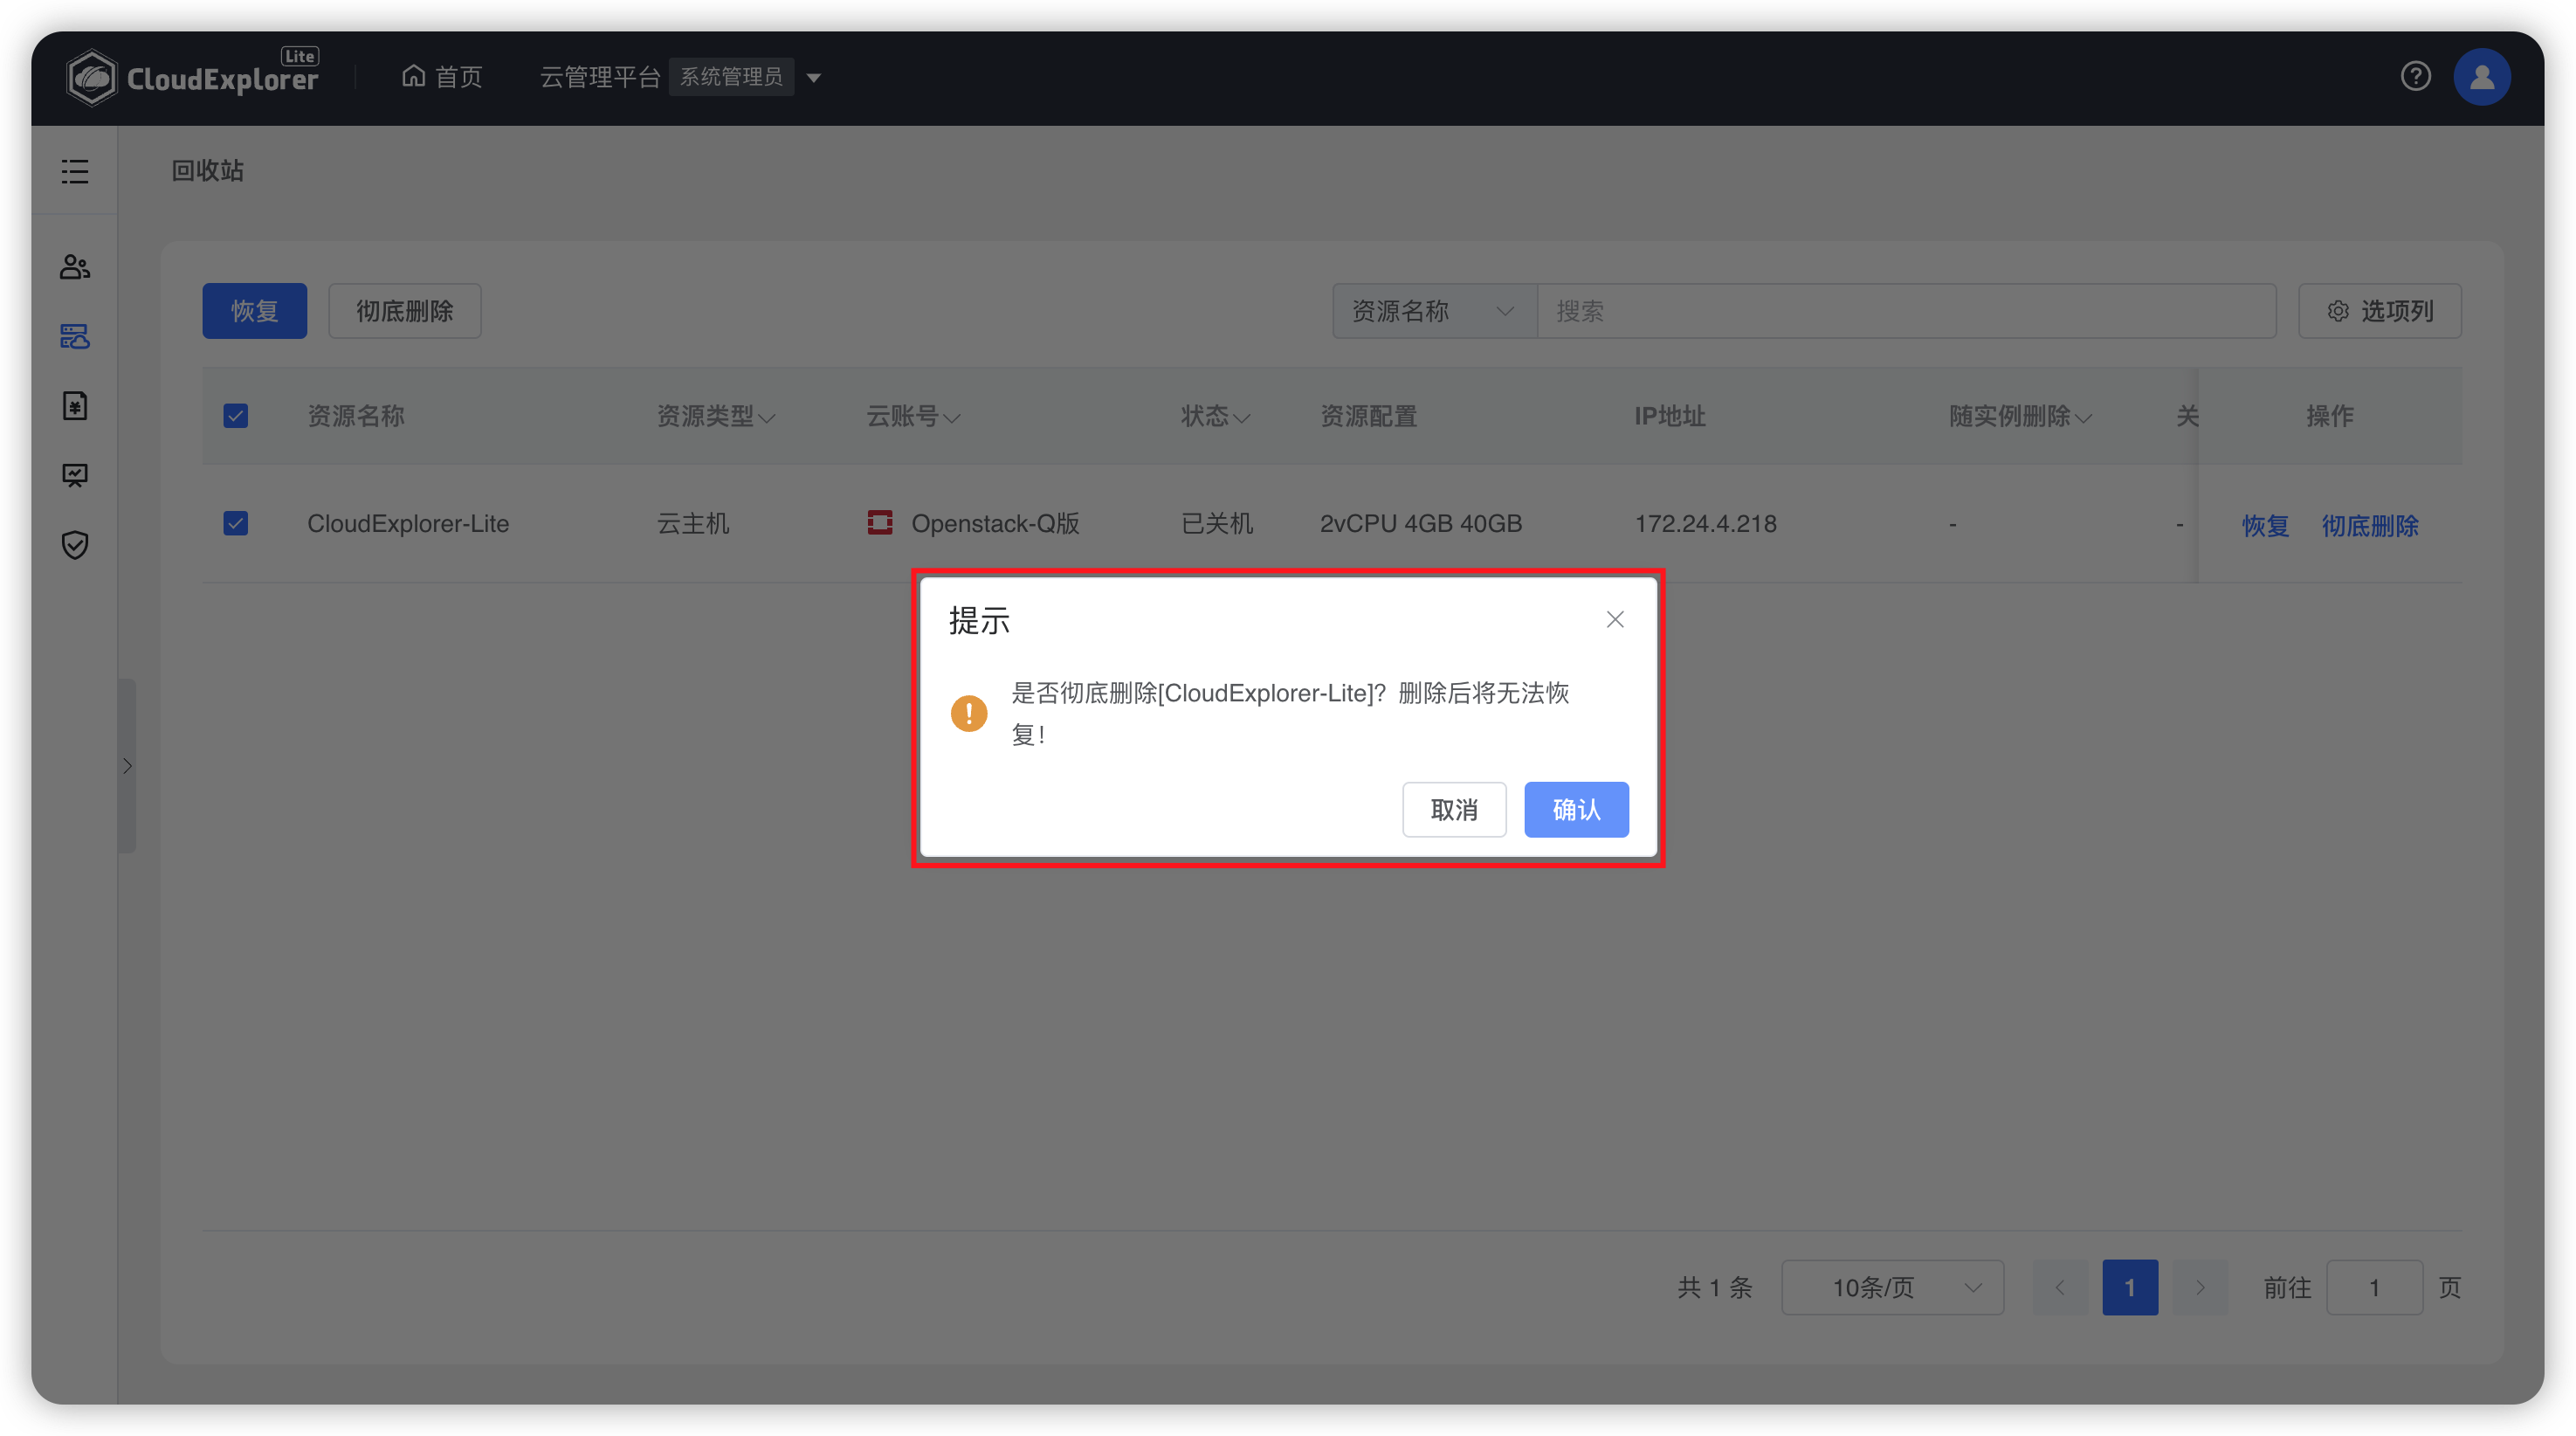 CloudExplorer Lite
首页
云管理平台 系统管理员
回收站
恢复 彻底删除 资源名称 搜索 选项列
资源名称 资源类型 云账号 状态 资源配置 IP地址 随实例删除 关 操作
CloudExplorer-Lite 云主机 Openstack-Q版 已关机 2vCPU 4GB 40GB 172.24.4.218 - - 恢复 彻底删除
提示
是否彻底删除[CloudExplorer-Lite]？删除后将无法恢
复！
取消 确认
共 1 条 10条/页 1 前往 1 页